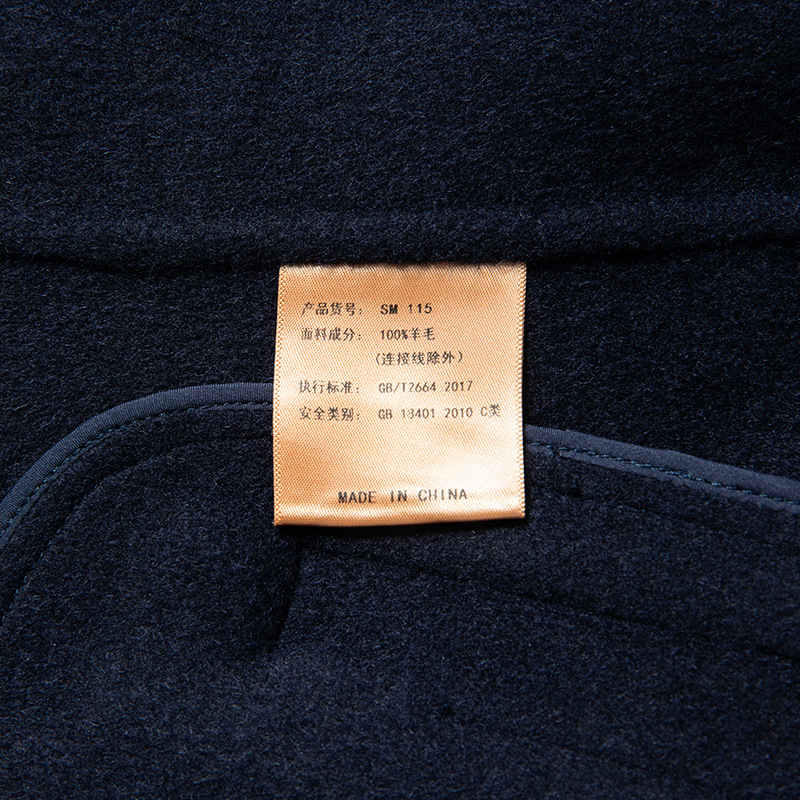 产品货号: SM 115
面料成分: 100%羊毛
(连接线除外)
执行标准: GB/T2664 2017
安全类别: GB 18401 2010 C类
MADE IN CHINA